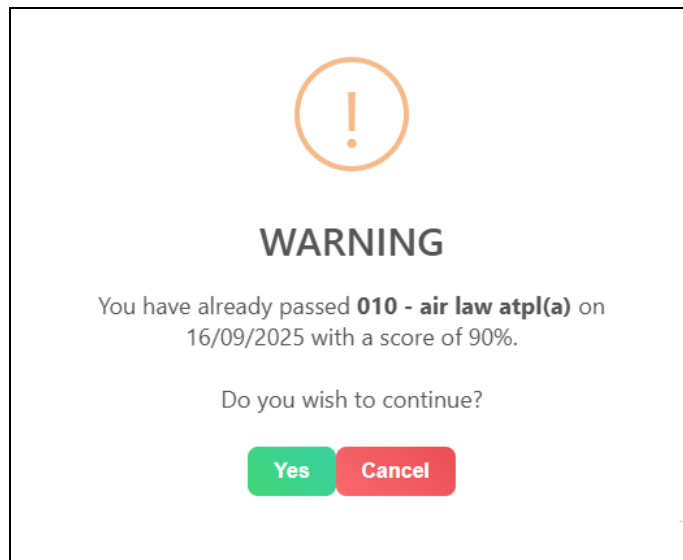 !
WARNING
You have already passed 010 - air law atpl(a) on
16/09/2025 with a score of 90%.
Do you wish to continue?
Yes
Cancel